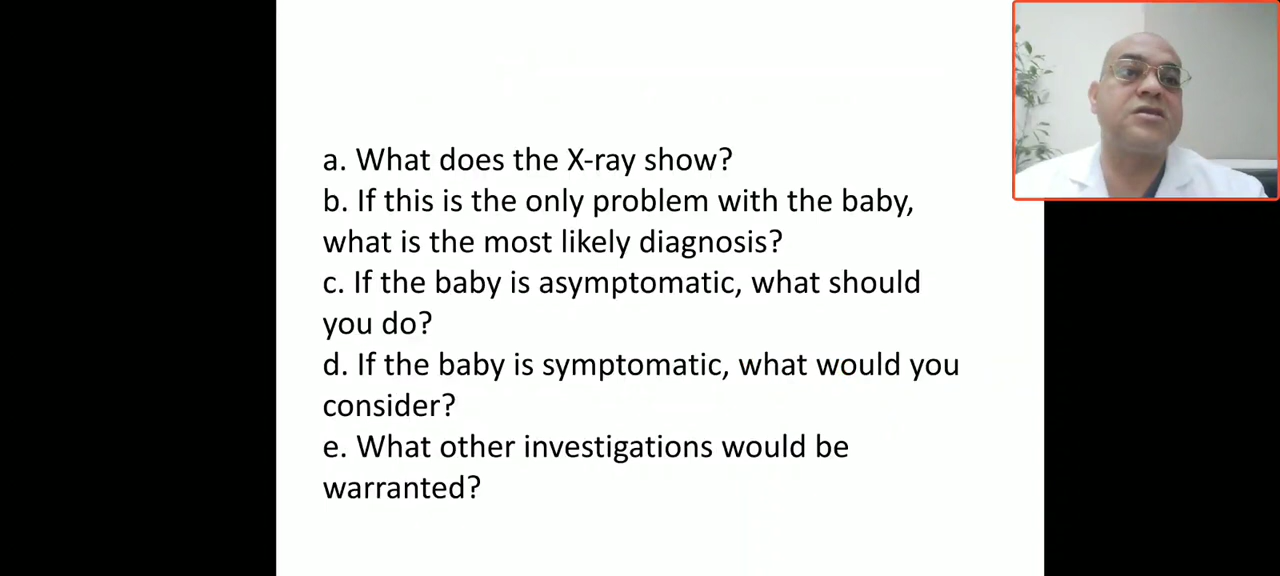 a. What does the X-ray show?
b. If this is the only problem with the baby,
what is the most likely diagnosis?
c. If the baby is asymptomatic, what should
you do?
d. If the baby is symptomatic, what would you
consider?
e. What other investigations would be
warranted?